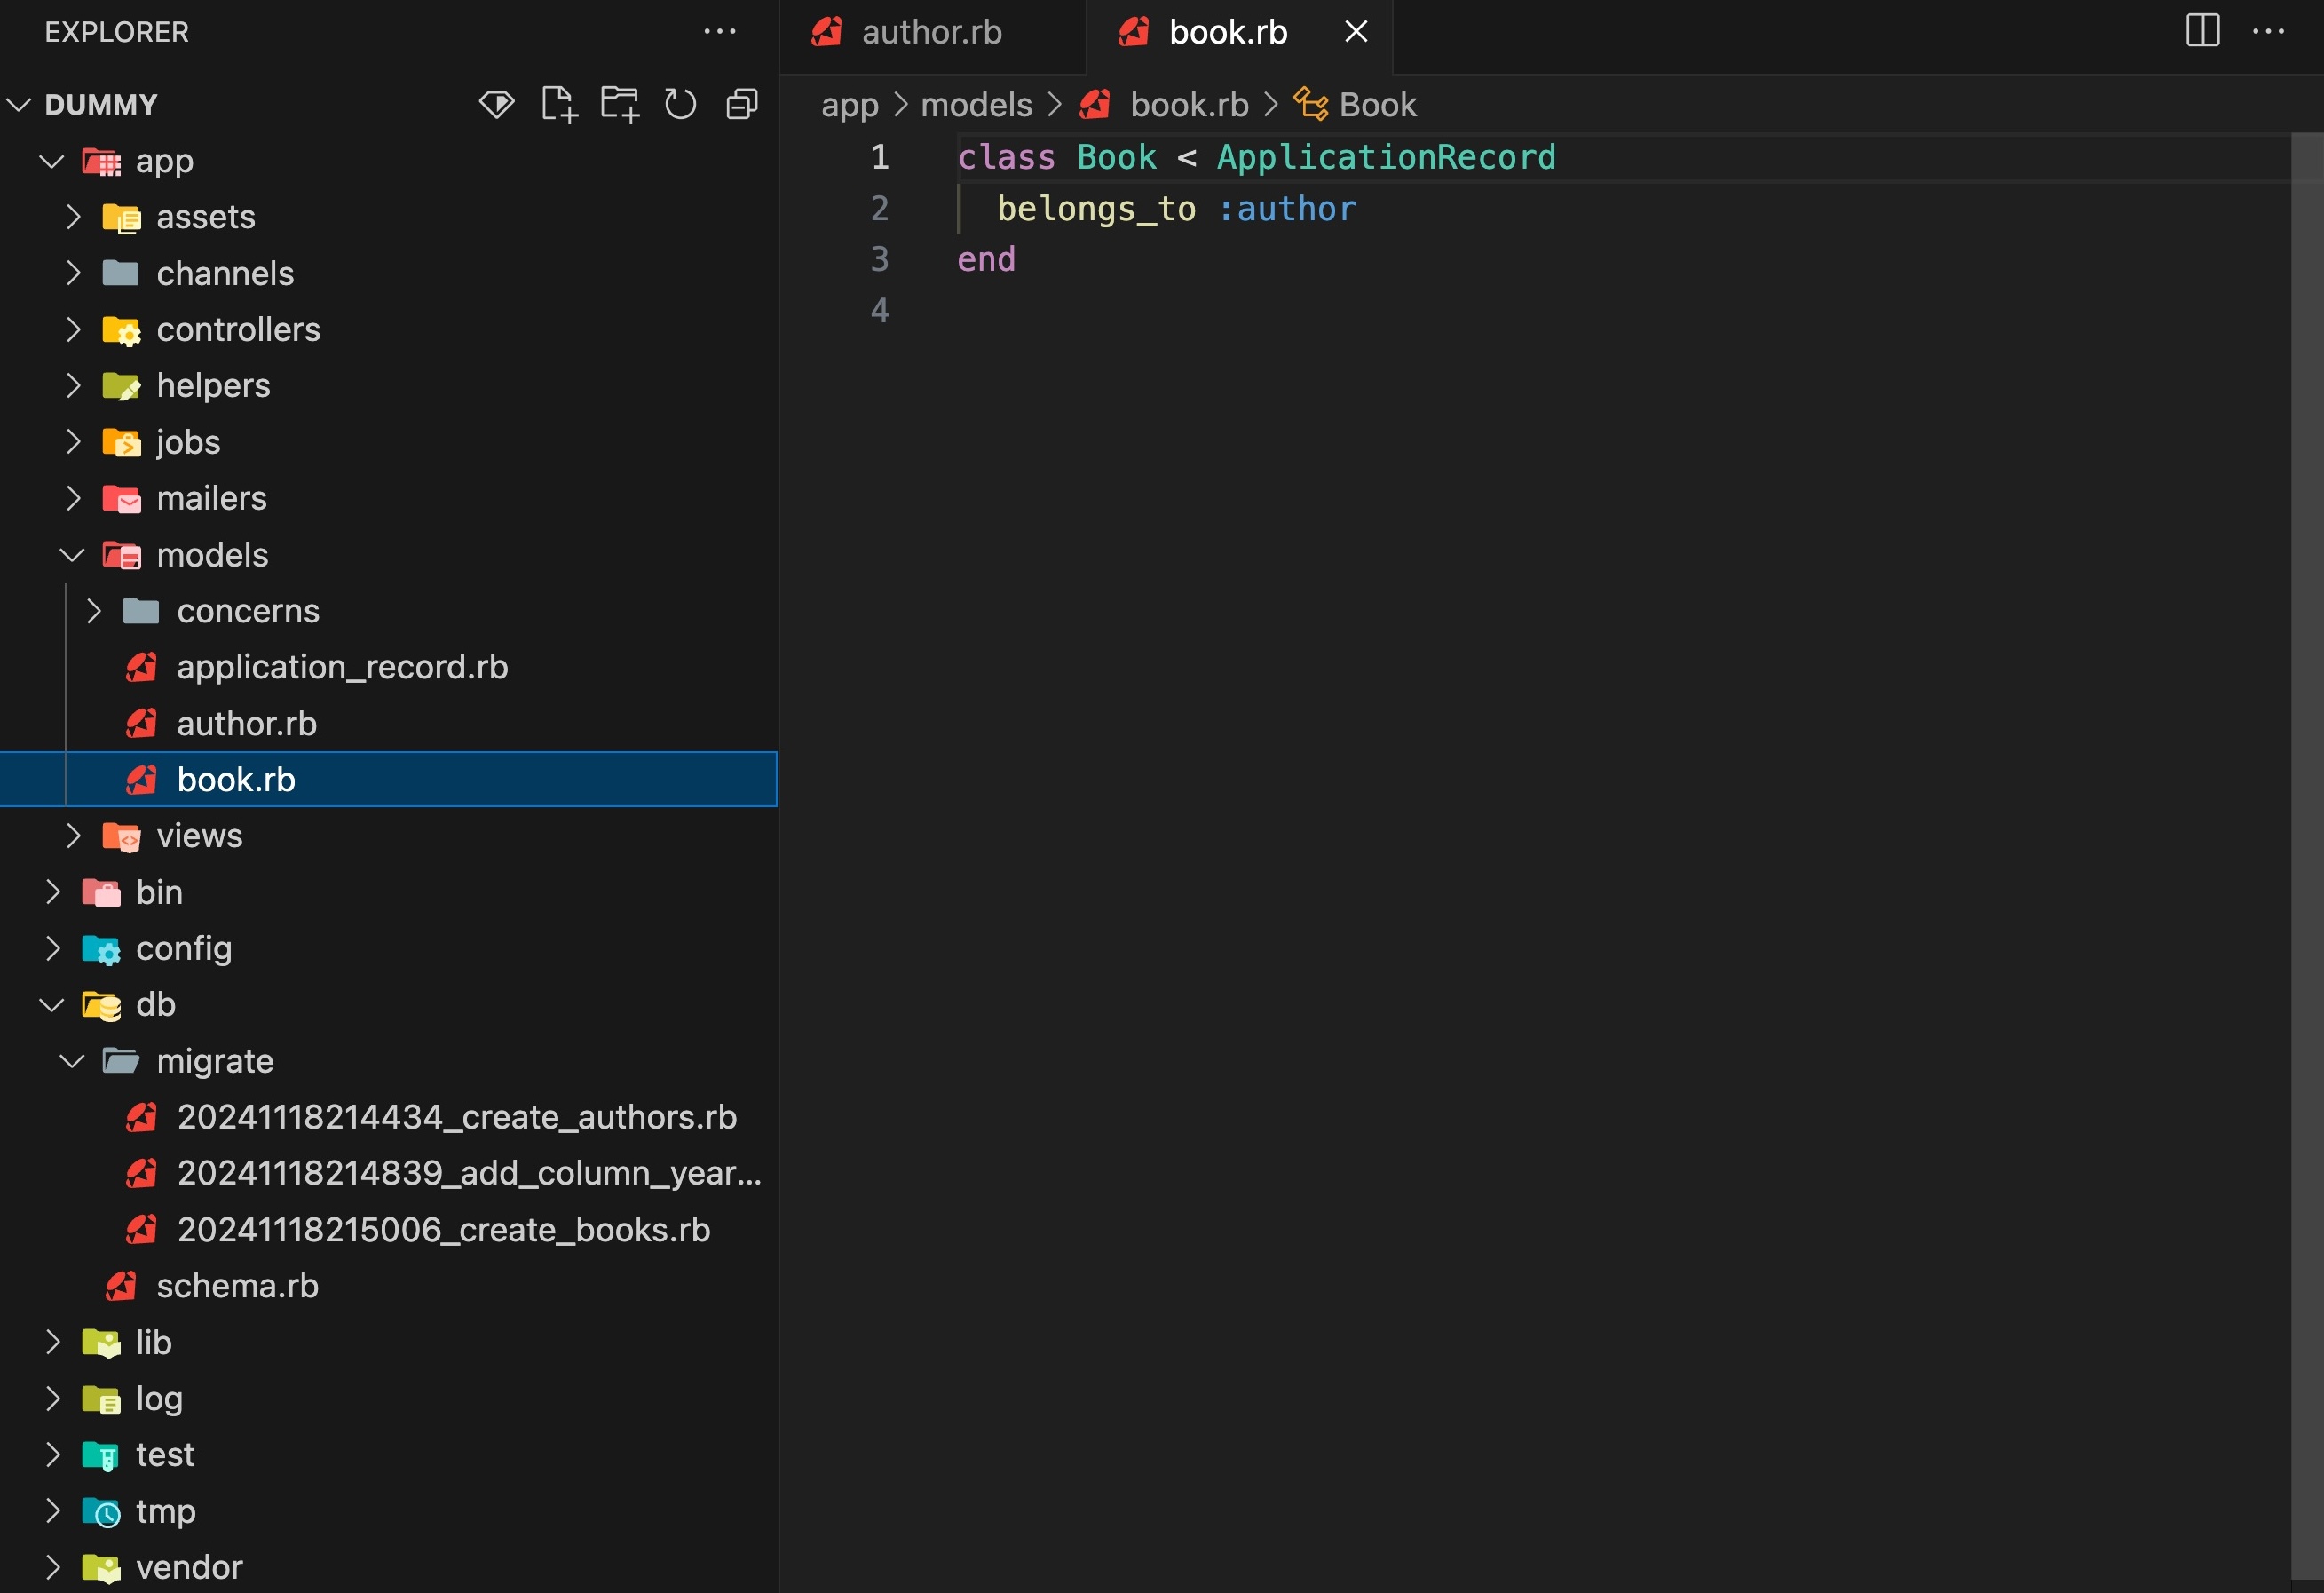 EXPLORER
DUMMY
app
assets
channels
controllers
helpers
jobs
mailers
models
concerns
application_record.rb
author.rb
book.rb
views
bin
config
db
migrate
20241118214434_create_authors.rb
20241118214839_add_column_year...
20241118215006_create_books.rb
schema.rb
lib
log
test
tmp
vendor
author.rb book.rb
app > models > book.rb > Book
1 class Book < ApplicationRecord
2   belongs_to :author
3 end
4